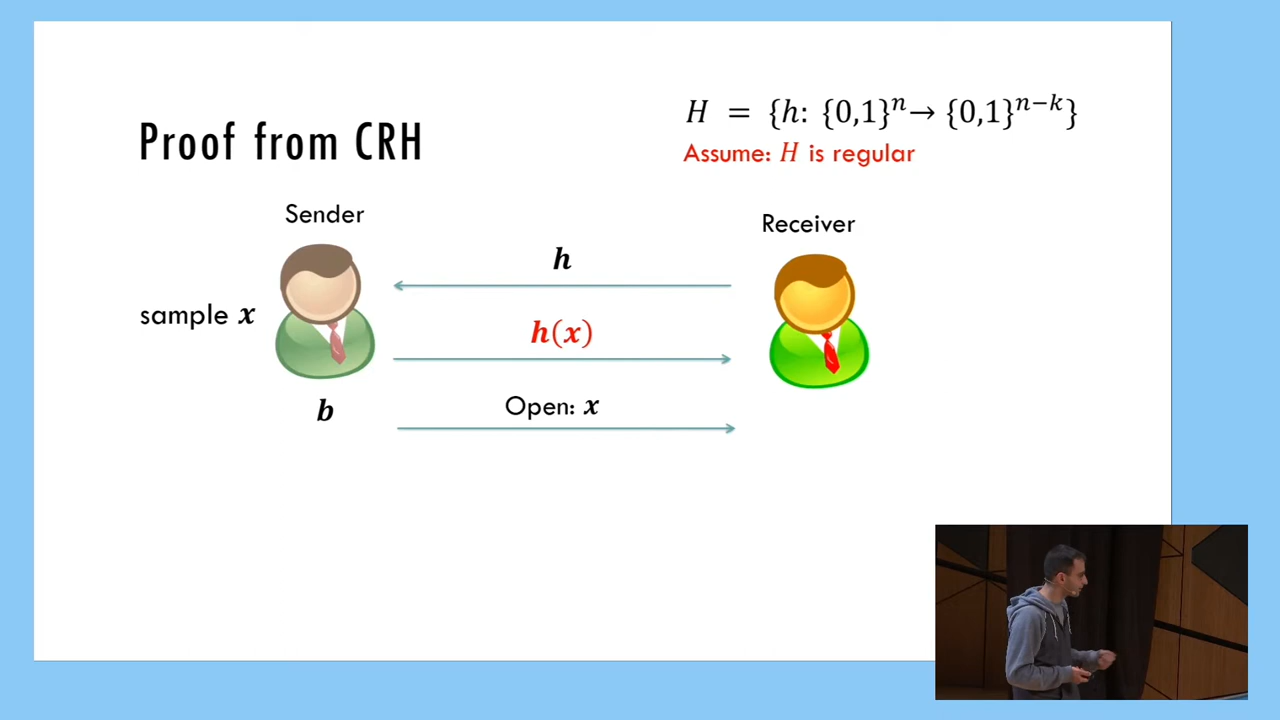 Proof from CRH
H = {h: {0,1}ⁿ→ {0,1}ⁿ⁻ᵏ}
Assume: H is regular
Sender
Receiver
h
sample x
h(x)
b
Open: x